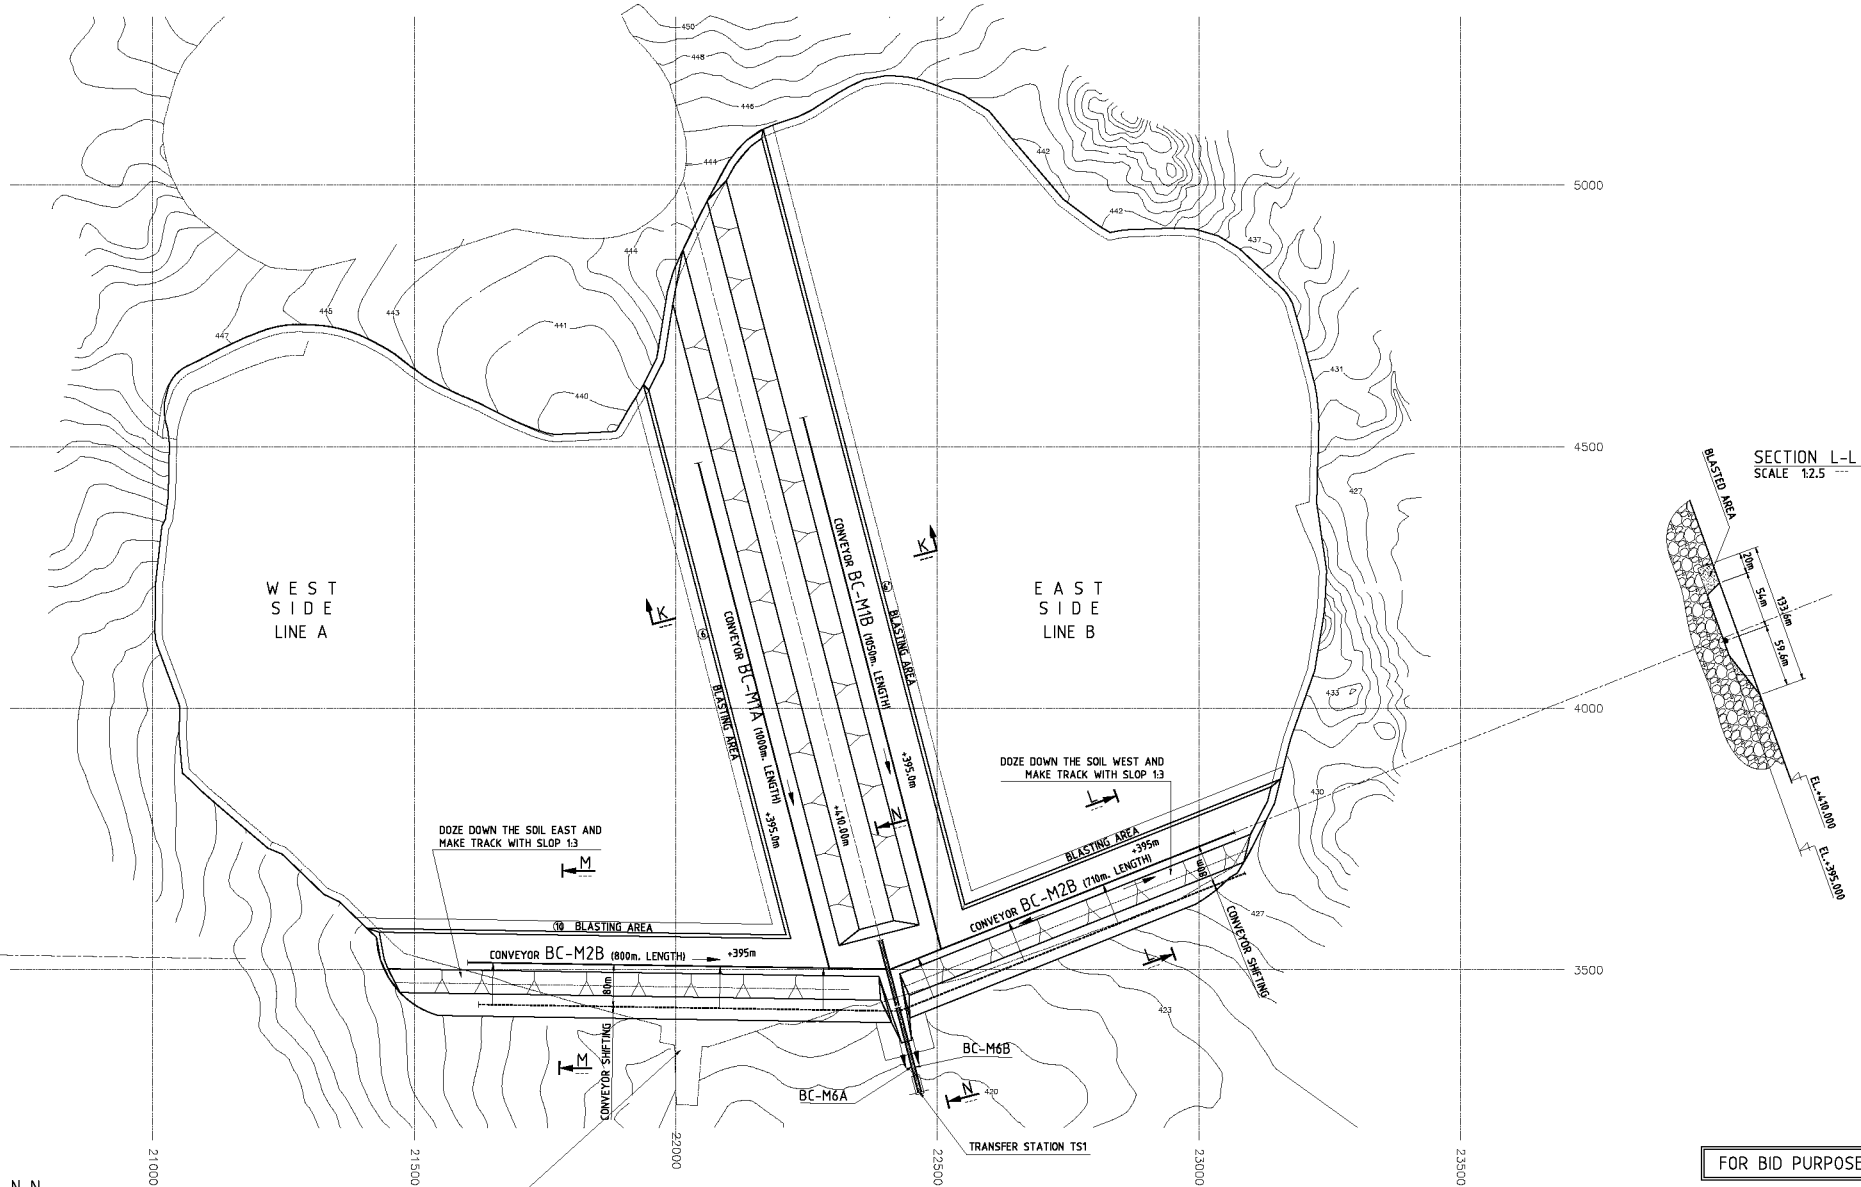 450
448
446
444
442
442
437
444
447
445
443
441
440
431
427
433
430
427
423
420
5000
4500
4000
3500
21000
21500
22000
22500
23000
23500
WEST
SIDE
LINE A
EAST
SIDE
LINE B
K
K
6
6
CONVEYOR BC-M1A (1000m. LENGTH)
BLASTING AREA
+395.0m
CONVEYOR BC-M1B (1050m. LENGTH)
BLASTING AREA
+395.0m
+410.00m
N
DOZE DOWN THE SOIL WEST AND
MAKE TRACK WITH SLOP 1:3
L
BLASTING AREA
+395m
CONVEYOR BC-M2B (710m. LENGTH)
80m
CONVEYOR SHIFTING
L
DOZE DOWN THE SOIL EAST AND
MAKE TRACK WITH SLOP 1:3
M
10 BLASTING AREA
CONVEYOR BC-M2B (800m. LENGTH)
+395m
80m
CONVEYOR SHIFTING
M
BC-M6B
BC-M6A
N
TRANSFER STATION TS1
SECTION L-L
SCALE 1:2.5
BLASTED AREA
20m
54m
133,6m
59,6m
EL.+410.000
EL.+395.000
FOR BID PURPOSE
N-N